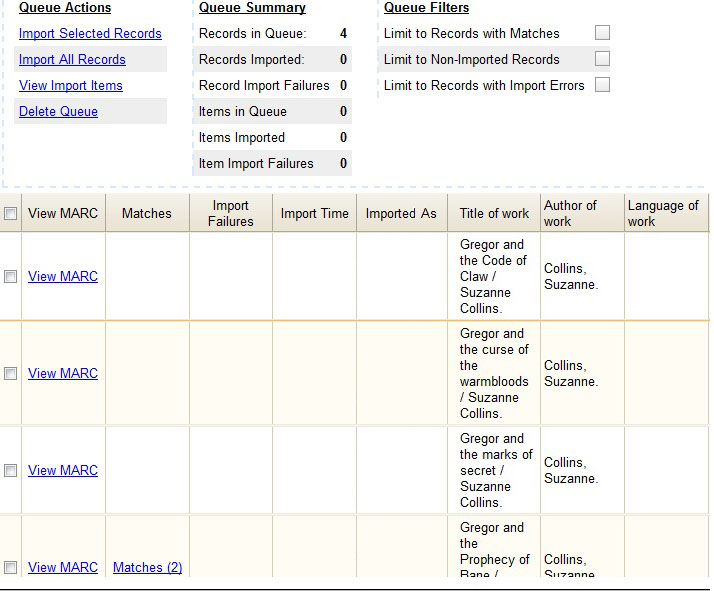 Queue Actions
Import Selected Records
Import All Records
View Import Items
Delete Queue
Queue Summary
Records in Queue: 4
Records Imported: 0
Record Import Failures 0
Items in Queue 0
Items Imported 0
Item Import Failures 0
Queue Filters
Limit to Records with Matches
Limit to Non-Imported Records
Limit to Records with Import Errors
View MARC
Matches
Import
Failures
Import Time
Imported As
Title of work
Author of
work
Language of
work
View MARC
Gregor and
the Code of
Claw /
Suzanne
Collins.
Collins,
Suzanne.
View MARC
Gregor and
the curse of
the
warmbloods
/ Suzanne
Collins.
Collins,
Suzanne.
View MARC
Gregor and
the marks of
secret /
Suzanne
Collins.
Collins,
Suzanne.
View MARC
Matches (2)
Gregor and
the
Prophecy of
Bane /
Collins,
Suzanne